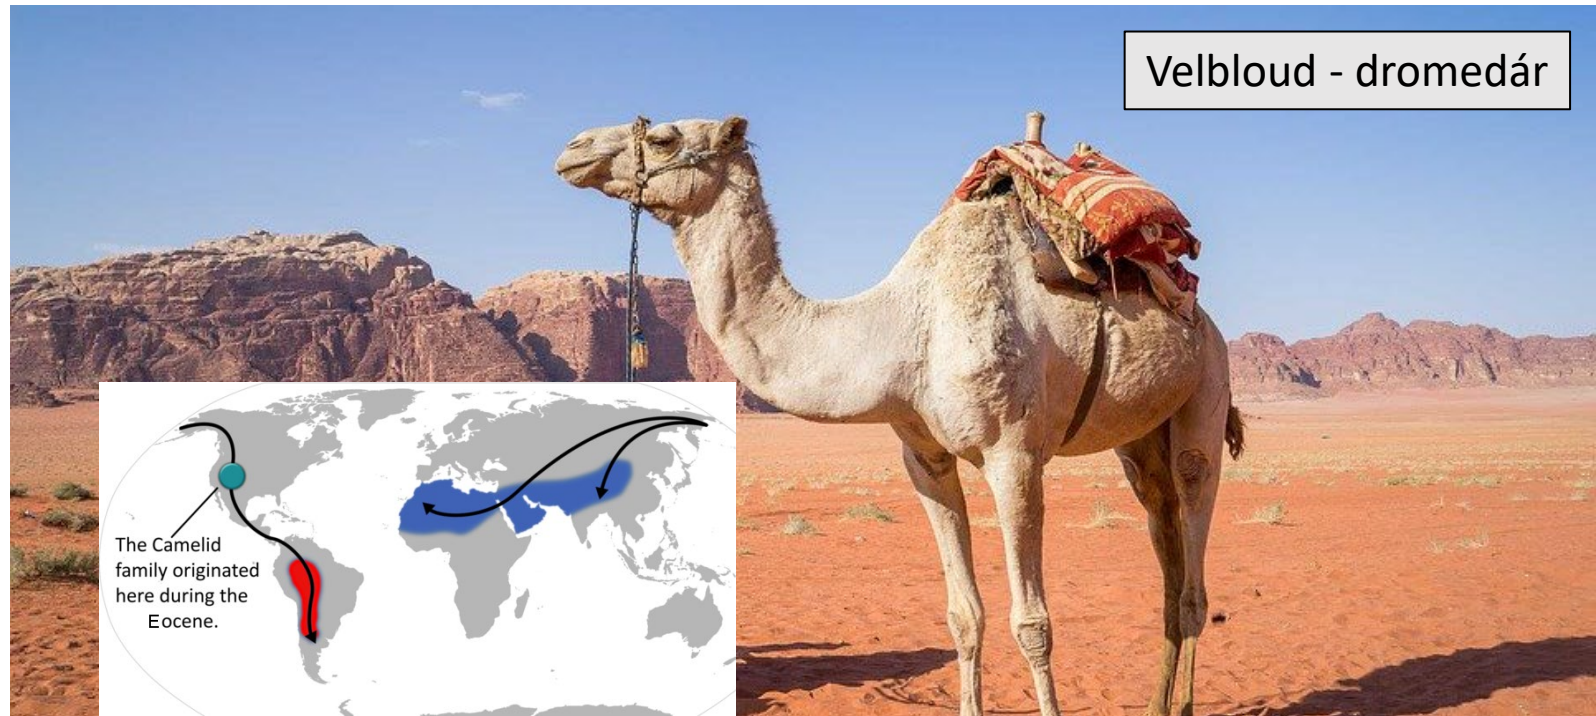 Velbloud - dromedár
The Camelid
family originated
here during the
Eocene.